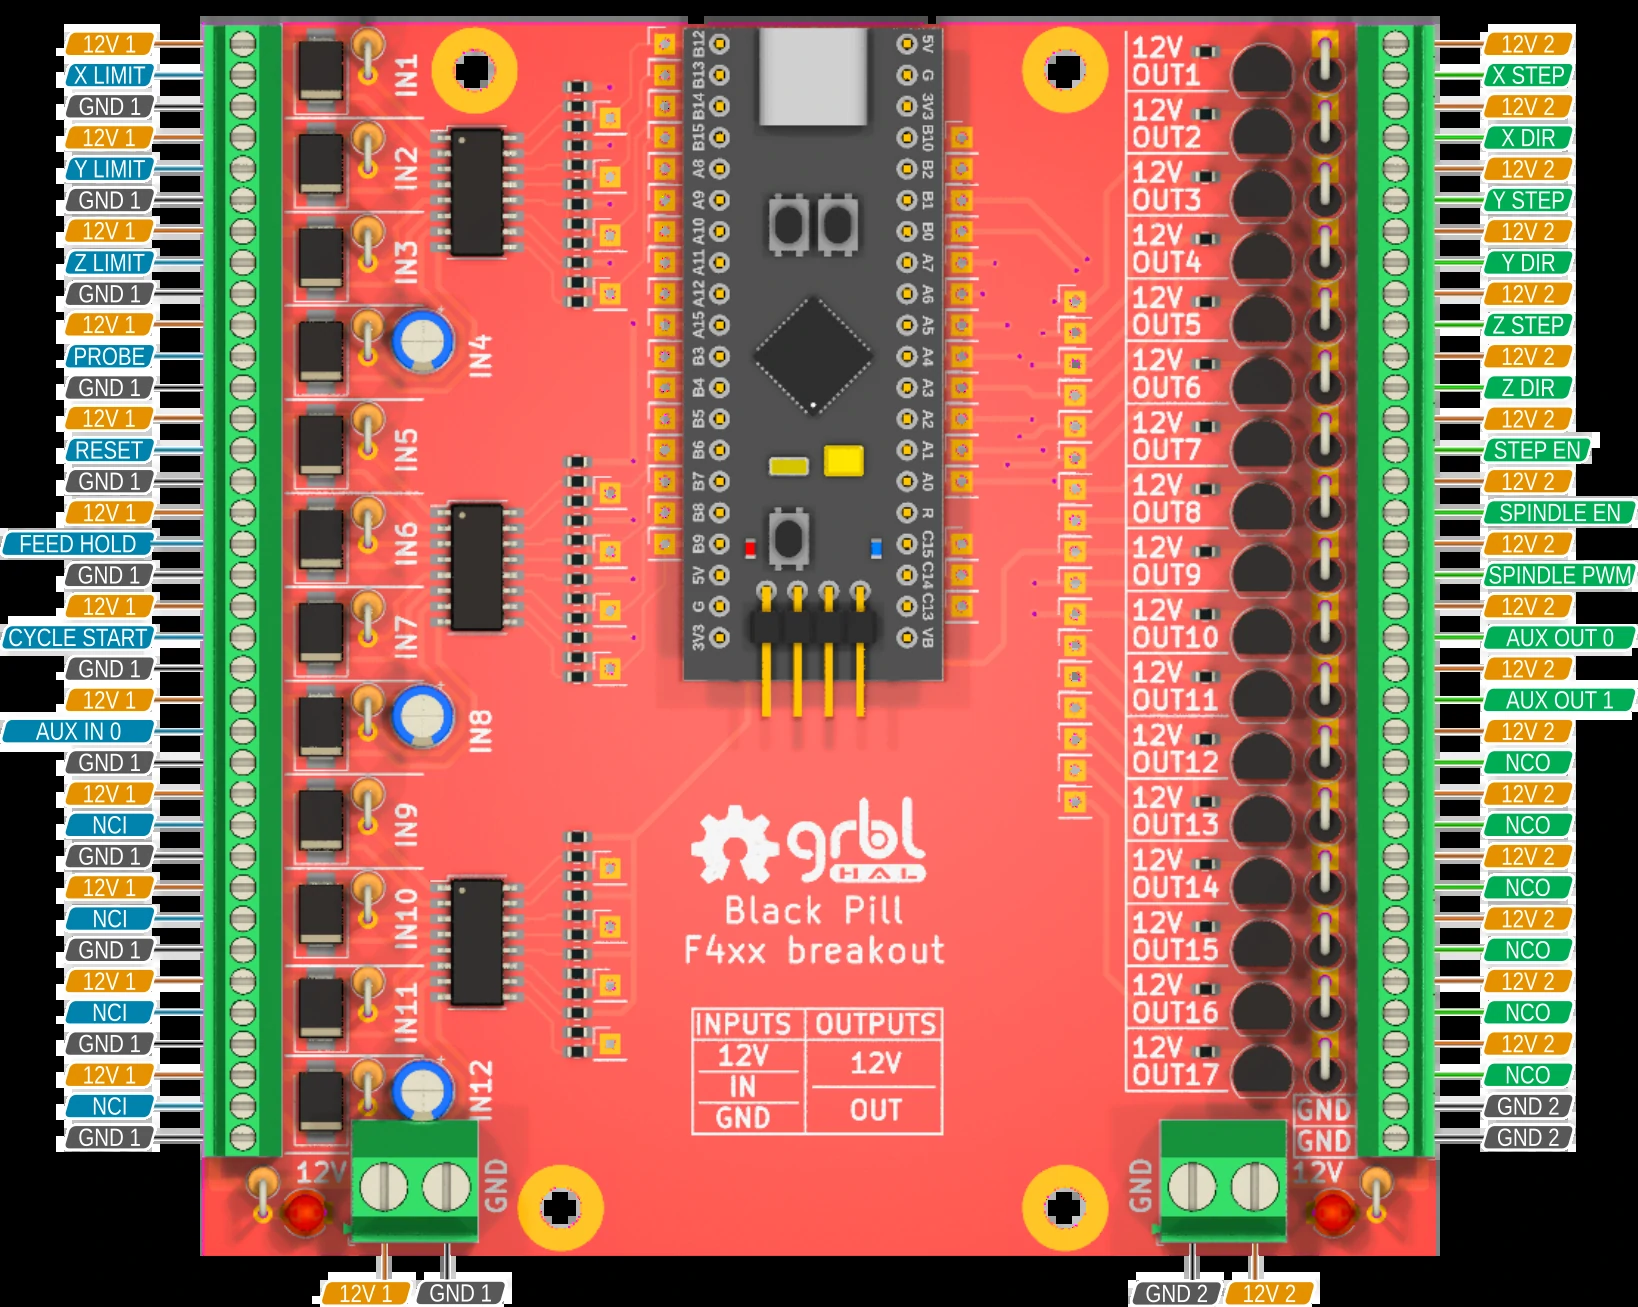 12V 1
X LIMIT
GND 1
12V 1
Y LIMIT
GND 1
12V 1
Z LIMIT
GND 1
12V 1
PROBE
GND 1
12V 1
RESET
GND 1
12V 1
FEED HOLD
GND 1
12V 1
CYCLE START
GND 1
12V 1
AUX IN 0
GND 1
12V 1
NCI
GND 1
12V 1
NCI
GND 1
12V 1
NCI
GND 1
12V 1
NCI
GND 1
IN1
IN2
IN3
IN4
IN5
IN6
IN7
IN8
IN9
IN10
IN11
IN12
12V
GND
12V 1
GND 1
B12
B13
B14
B15
A8
A9
A10
A11
A12
A15
B3
B4
B5
B6
B7
B8
B9
5V
G
3V3
5V
G
3V3
B10
B2
B1
B0
A7
A6
A5
A4
A3
A2
A1
A0
R
C15
C14
C13
VB
grbl
HAL
Black Pill
F4xx breakout
INPUTS OUTPUTS
12V 12V
IN
GND OUT
12V
OUT1
12V
OUT2
12V
OUT3
12V
OUT4
12V
OUT5
12V
OUT6
12V
OUT7
12V
OUT8
12V
OUT9
12V
OUT10
12V
OUT11
12V
OUT12
12V
OUT13
12V
OUT14
12V
OUT15
12V
OUT16
12V
OUT17
GND
GND
12V
GND
GND 2
12V 2
12V 2
X STEP
12V 2
X DIR
12V 2
Y STEP
12V 2
Y DIR
12V 2
Z STEP
12V 2
Z DIR
12V 2
STEP EN
12V 2
SPINDLE EN
12V 2
SPINDLE PWM
12V 2
AUX OUT 0
12V 2
AUX OUT 1
12V 2
NCO
12V 2
NCO
12V 2
NCO
12V 2
NCO
12V 2
NCO
12V 2
NCO
GND 2
GND 2